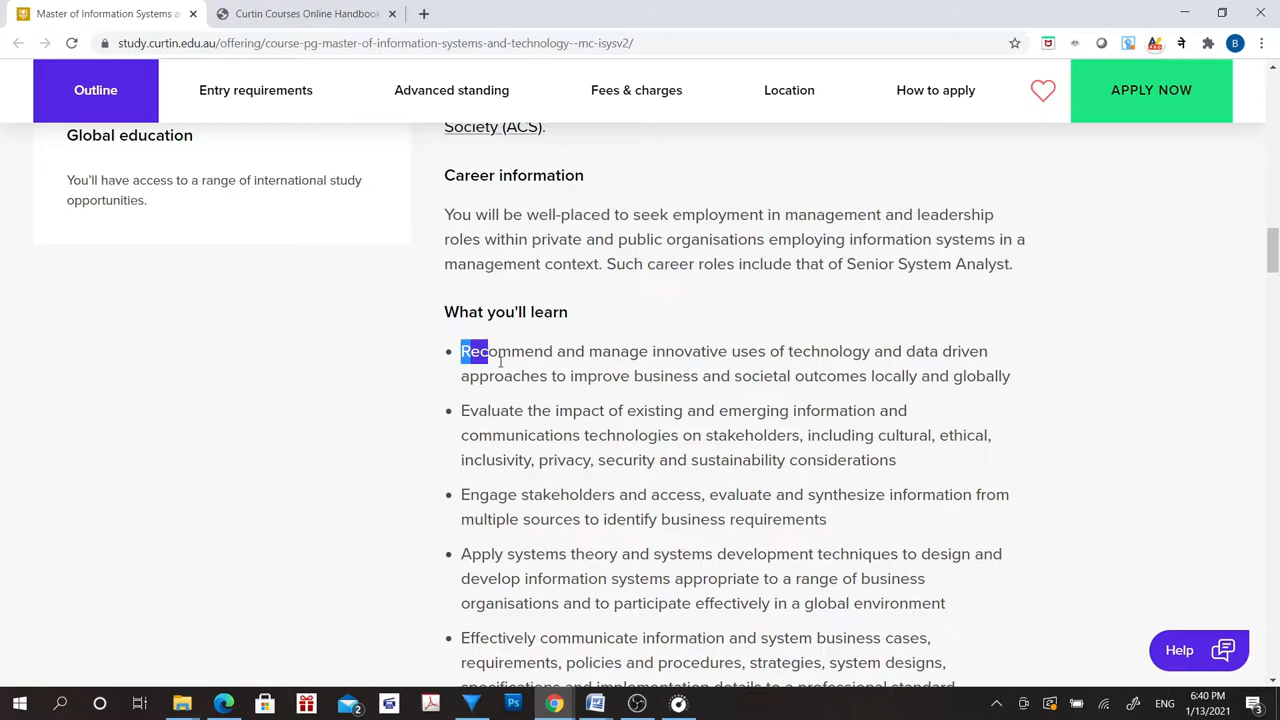 Master of Information Systems a
Curtin Courses Online Handbook
study.curtin.edu.au/offering/course-pg-master-of-information-systems-and-technology--mc-isysv2/
B
Outline
Entry requirements
Advanced standing
Fees & charges
Location
How to apply
APPLY NOW
Global education
You'll have access to a range of international study
opportunities.
Society (ACS).
Career information
You will be well-placed to seek employment in management and leadership
roles within private and public organisations employing information systems in a
management context. Such career roles include that of Senior System Analyst.
What you'll learn
Recommend and manage innovative uses of technology and data driven
approaches to improve business and societal outcomes locally and globally
Evaluate the impact of existing and emerging information and
communications technologies on stakeholders, including cultural, ethical,
inclusivity, privacy, security and sustainability considerations
Engage stakeholders and access, evaluate and synthesize information from
multiple sources to identify business requirements
Apply systems theory and systems development techniques to design and
develop information systems appropriate to a range of business
organisations and to participate effectively in a global environment
Effectively communicate information and system business cases,
requirements, policies and procedures, strategies, system designs,
specifications and implementation details to a professional standard
Help
2
Ps
ENG
6:40 PM
1/13/2021
3